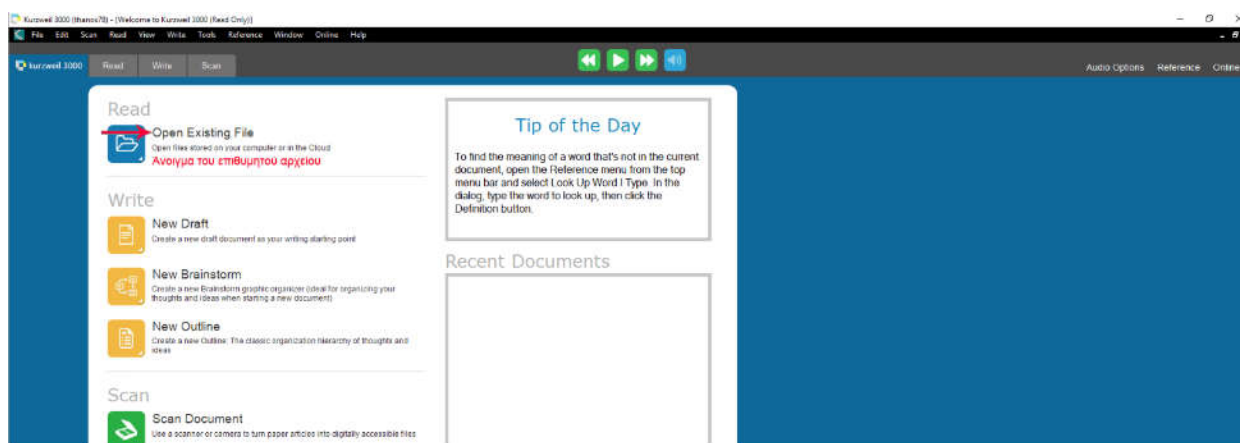 Kurzweil 3000 (thanos78) - [Welcome to Kurzweil 3000 (Read Only)]
File Edit Scan Read View Write Tools Reference Window Online Help
kurzweil 3000 Read Write Scan
Audio Options Reference Online
Read
Open Existing File
Open files stored on your computer or in the Cloud
Άνοιγμα του επιθυμητού αρχείου
Write
New Draft
Create a new draft document as your writing starting point
New Brainstorm
Create a new Brainstorm graphic organizer (ideal for organizing your
thoughts and ideas when starting a new document)
New Outline
Create a new Outline: The classic organization hierarchy of thoughts and
ideas
Scan
Scan Document
Use a scanner or camera to turn paper articles into digitally accessible files
Tip of the Day
To find the meaning of a word that's not in the current
document, open the Reference menu from the top
menu bar and select Look Up Word I Type. In the
dialog, type the word to look up, then click the
Definition button.
Recent Documents